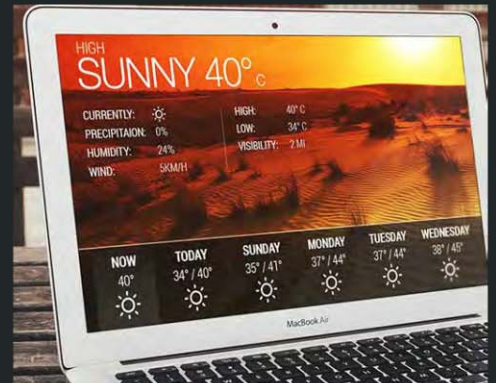 HIGH
SUNNY 40° C
CURRENTLY:
PRECIPITAION: 0%
HUMIDITY: 24%
WIND: 5KM/H
HIGH: 40° C
LOW: 34° C
VISIBILITY: 2 MI
NOW
40°
TODAY
34° / 40°
SUNDAY
35° / 41°
MONDAY
37° / 44°
TUESDAY
37° / 44°
WEDNESDAY
38° / 45°
MacBook Air